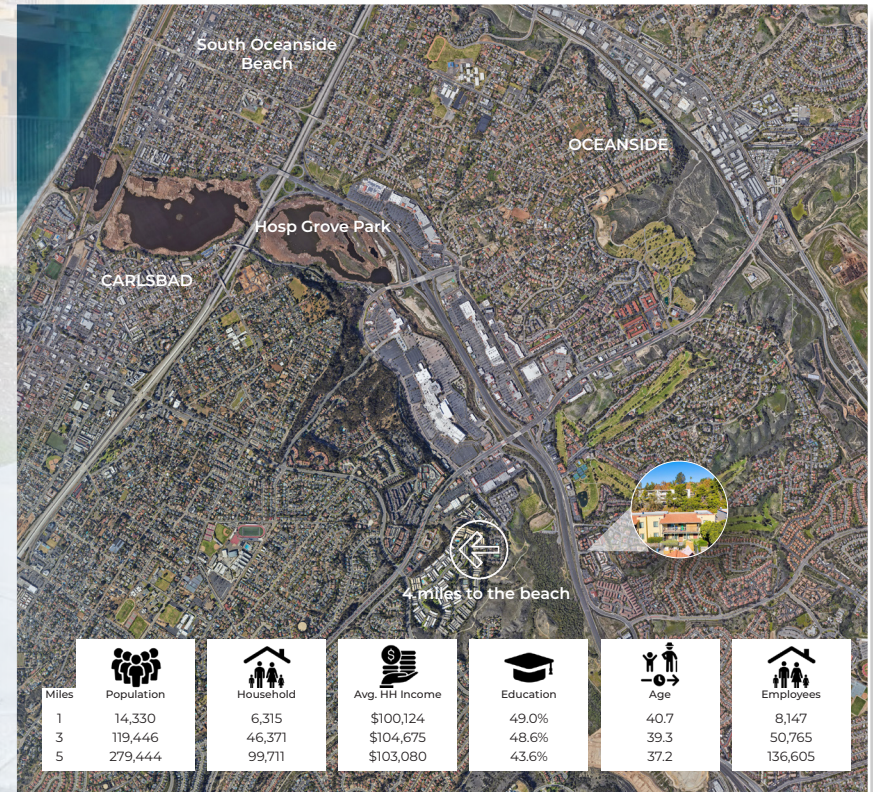 South Oceanside
Beach
OCEANSIDE
Hosp Grove Park
CARLSBAD
4 miles to the beach
Miles Population Household Avg. HH Income Education Age Employees
1 14,330 6,315 $100,124 49.0% 40.7 8,147
3 119,446 46,371 $104,675 48.6% 39.3 50,765
5 279,444 99,711 $103,080 43.6% 37.2 136,605